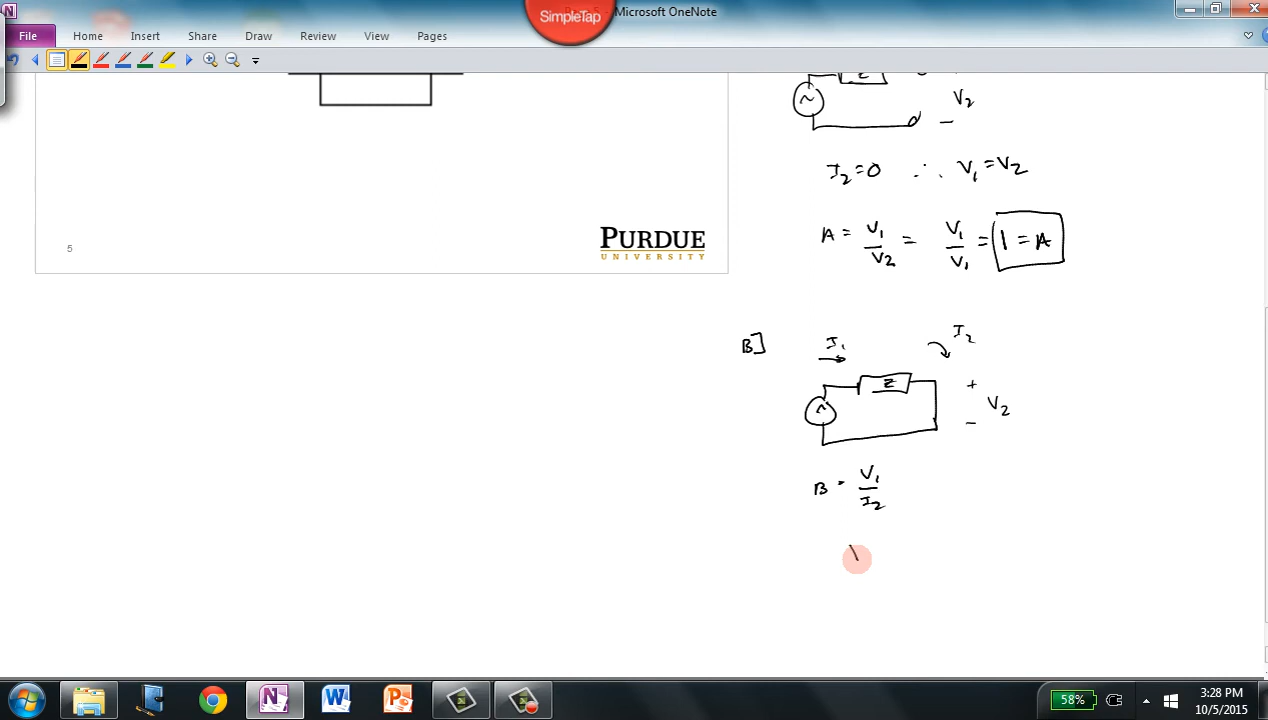 SimpleTap
- Microsoft OneNote
File Home Insert Share Draw Review View Pages
Z
V2
−
I2=0 ∴ V1=V2
A = V1/V2 = V1/V1 = 1 = A
5
PURDUE
UNIVERSITY
B]
I1
I2
Z
+
V2
−
B = V1/I2
58%
3:28 PM
10/5/2015